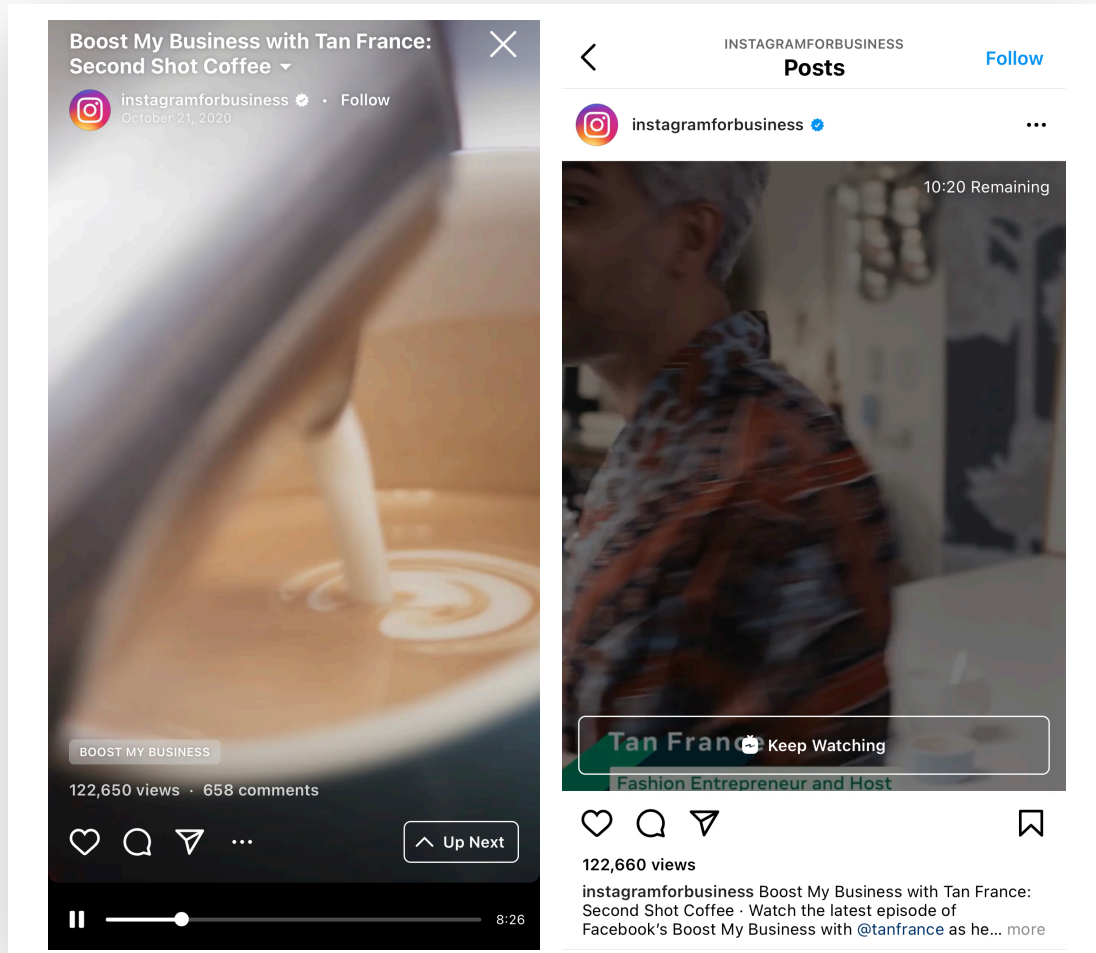 Boost My Business with Tan France:
Second Shot Coffee
instagramforbusiness · Follow
October 21, 2020
BOOST MY BUSINESS
122,650 views · 658 comments
Up Next
8:26
INSTAGRAMFORBUSINESS
Posts
Follow
instagramforbusiness
10:20 Remaining
Tan France
Keep Watching
Fashion Entrepreneur and Host
122,660 views
instagramforbusiness Boost My Business with Tan France:
Second Shot Coffee · Watch the latest episode of
Facebook’s Boost My Business with @tanfrance as he... more